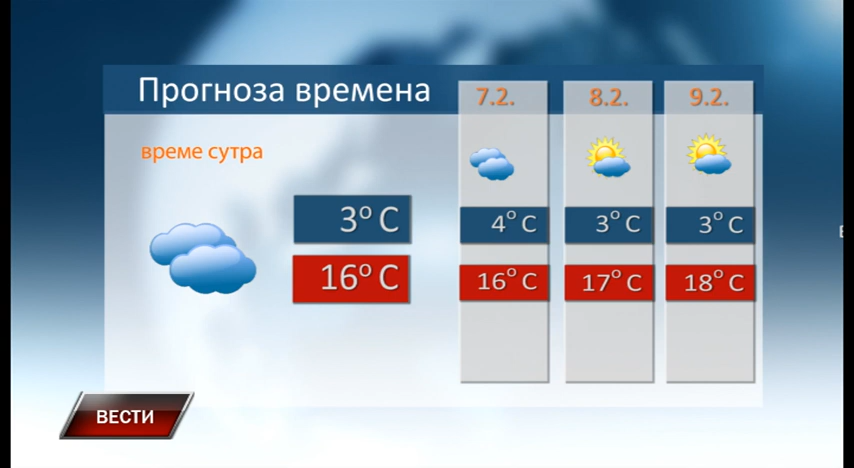 Прогноза времена
време сутра
3° C
16° C
7.2.
8.2.
9.2.
4° C
3° C
3° C
16° C
17° C
18° C
ВЕСТИ